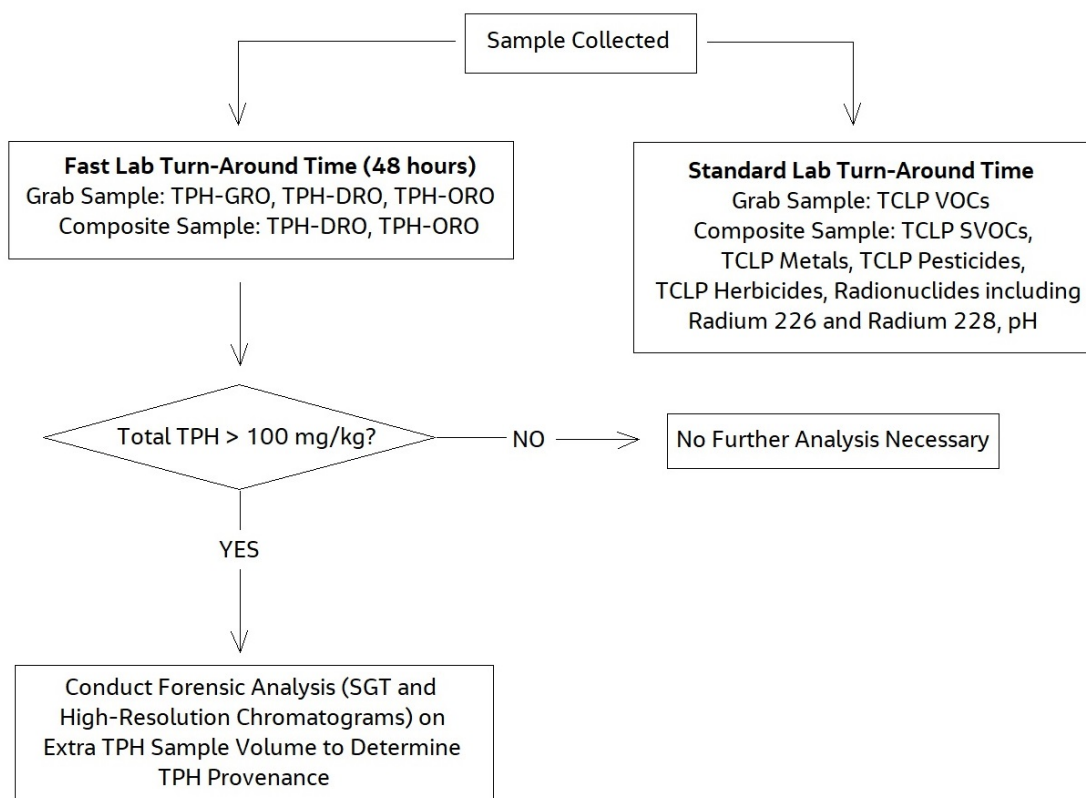 Sample Collected
Fast Lab Turn-Around Time (48 hours)
Grab Sample: TPH-GRO, TPH-DRO, TPH-ORO
Composite Sample: TPH-DRO, TPH-ORO
Standard Lab Turn-Around Time
Grab Sample: TCLP VOCs
Composite Sample: TCLP SVOCs,
TCLP Metals, TCLP Pesticides,
TCLP Herbicides, Radionuclides including
Radium 226 and Radium 228, pH
Total TPH > 100 mg/kg?
NO
No Further Analysis Necessary
YES
Conduct Forensic Analysis (SGT and
High-Resolution Chromatograms) on
Extra TPH Sample Volume to Determine
TPH Provenance